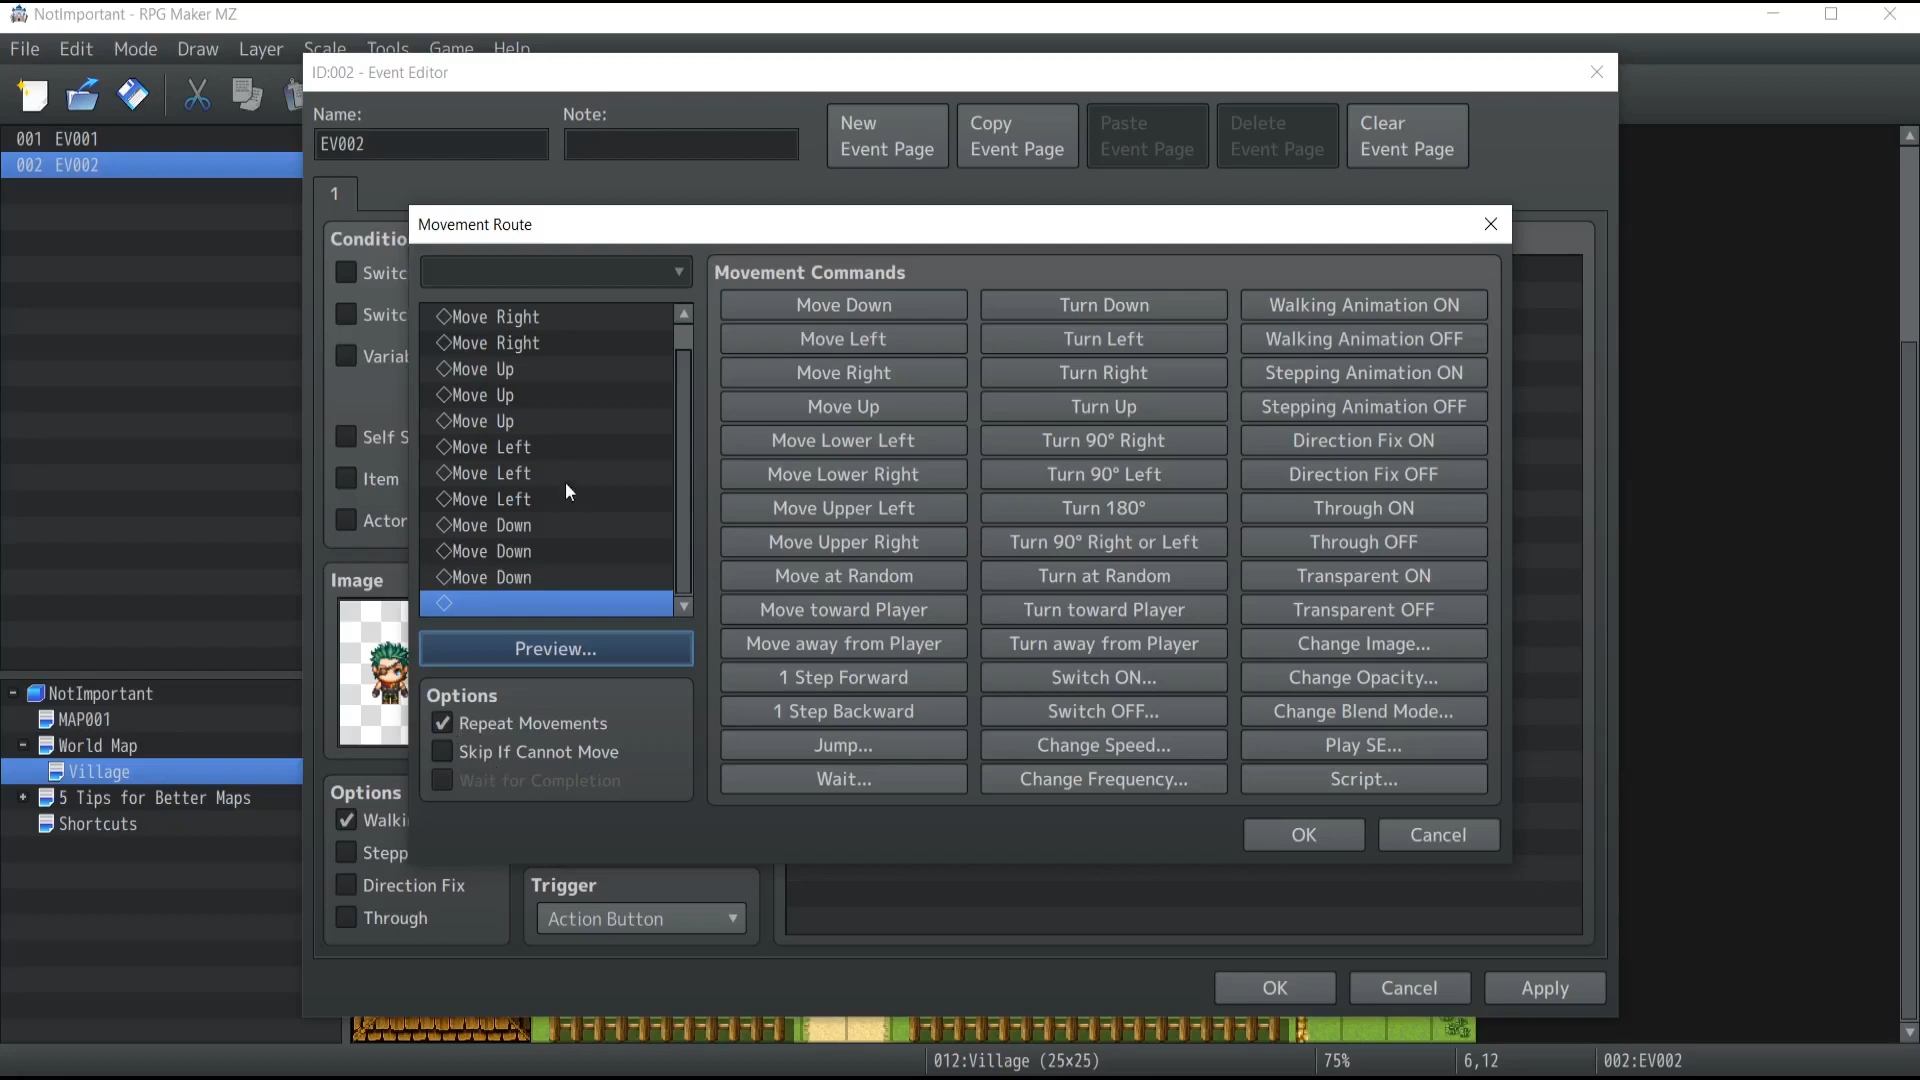 NotImportant - RPG Maker MZ
File Edit Mode Draw Layer Scale Tools Game Help
ID:002 - Event Editor
Name:
Note:
EV002
New
Event Page
Copy
Event Page
Paste
Event Page
Delete
Event Page
Clear
Event Page
001 EV001
002 EV002
1
Movement Route
Conditio
Switc
Switc
Variab
Self S
Item
Actor
Move Right
Move Right
Move Up
Move Up
Move Up
Move Left
Move Left
Move Left
Move Down
Move Down
Move Down
Preview...
Options
Repeat Movements
Skip If Cannot Move
Wait for Completion
Movement Commands
Move Down Turn Down Walking Animation ON
Move Left Turn Left Walking Animation OFF
Move Right Turn Right Stepping Animation ON
Move Up Turn Up Stepping Animation OFF
Move Lower Left Turn 90° Right Direction Fix ON
Move Lower Right Turn 90° Left Direction Fix OFF
Move Upper Left Turn 180° Through ON
Move Upper Right Turn 90° Right or Left Through OFF
Move at Random Turn at Random Transparent ON
Move toward Player Turn toward Player Transparent OFF
Move away from Player Turn away from Player Change Image...
1 Step Forward Switch ON... Change Opacity...
1 Step Backward Switch OFF... Change Blend Mode...
Jump... Change Speed... Play SE...
Wait... Change Frequency... Script...
OK Cancel
Image
Options
Walki
Stepp
Direction Fix
Through
Trigger
Action Button
OK Cancel Apply
NotImportant
MAP001
World Map
Village
5 Tips for Better Maps
Shortcuts
012:Village (25x25) 75% 6,12 002:EV002